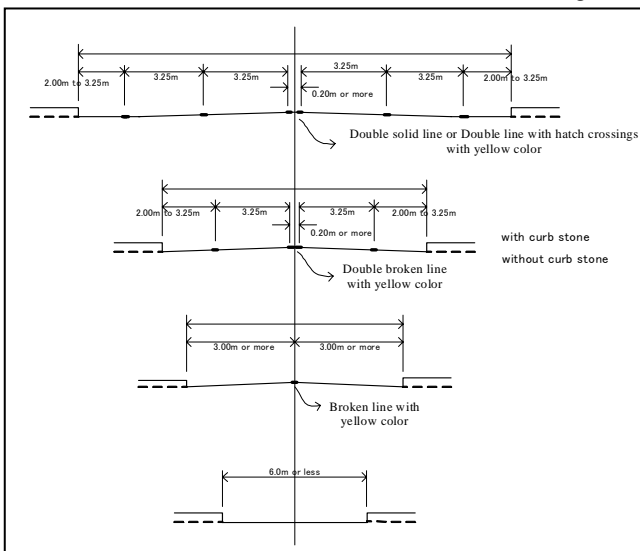 3.25m
2.00m to 3.25m 3.25m 3.25m 3.25m 2.00m to 3.25m
0.20m or more
Double solid line or Double line with hatch crossings
with yellow color
2.00m to 3.25m 3.25m 3.25m 2.00m to 3.25m
0.20m or more
with curb stone
without curb stone
Double broken line
with yellow color
3.00m or more 3.00m or more
Broken line with
yellow color
6.0m or less